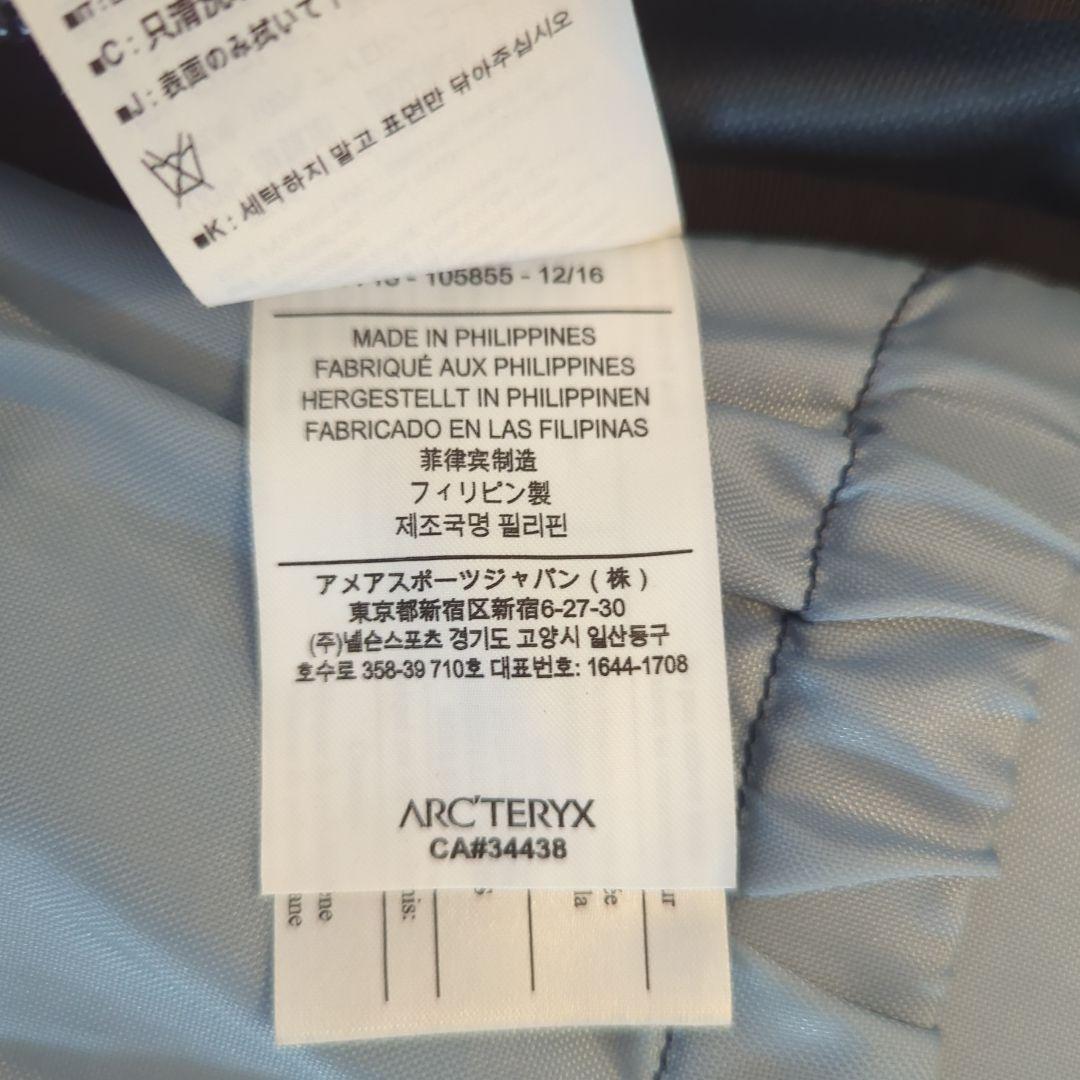 ■C : 只清洗
■J : 表面のみ拭いて
■K : 세탁하지 말고 표면만 닦아주십시오
- 105855 - 12/16
MADE IN PHILIPPINES
FABRIQUÉ AUX PHILIPPINES
HERGESTELLT IN PHILIPPINEN
FABRICADO EN LAS FILIPINAS
菲律宾制造
フィリピン製
제조국명 필리핀
アメアスポーツジャパン ( 株 )
東京都新宿区新宿6-27-30
(주)넬슨스포츠 경기도 고양시 일산동구
호수로 358-39 710호 대표번호: 1644-1708
ARC'TERYX
CA#34438